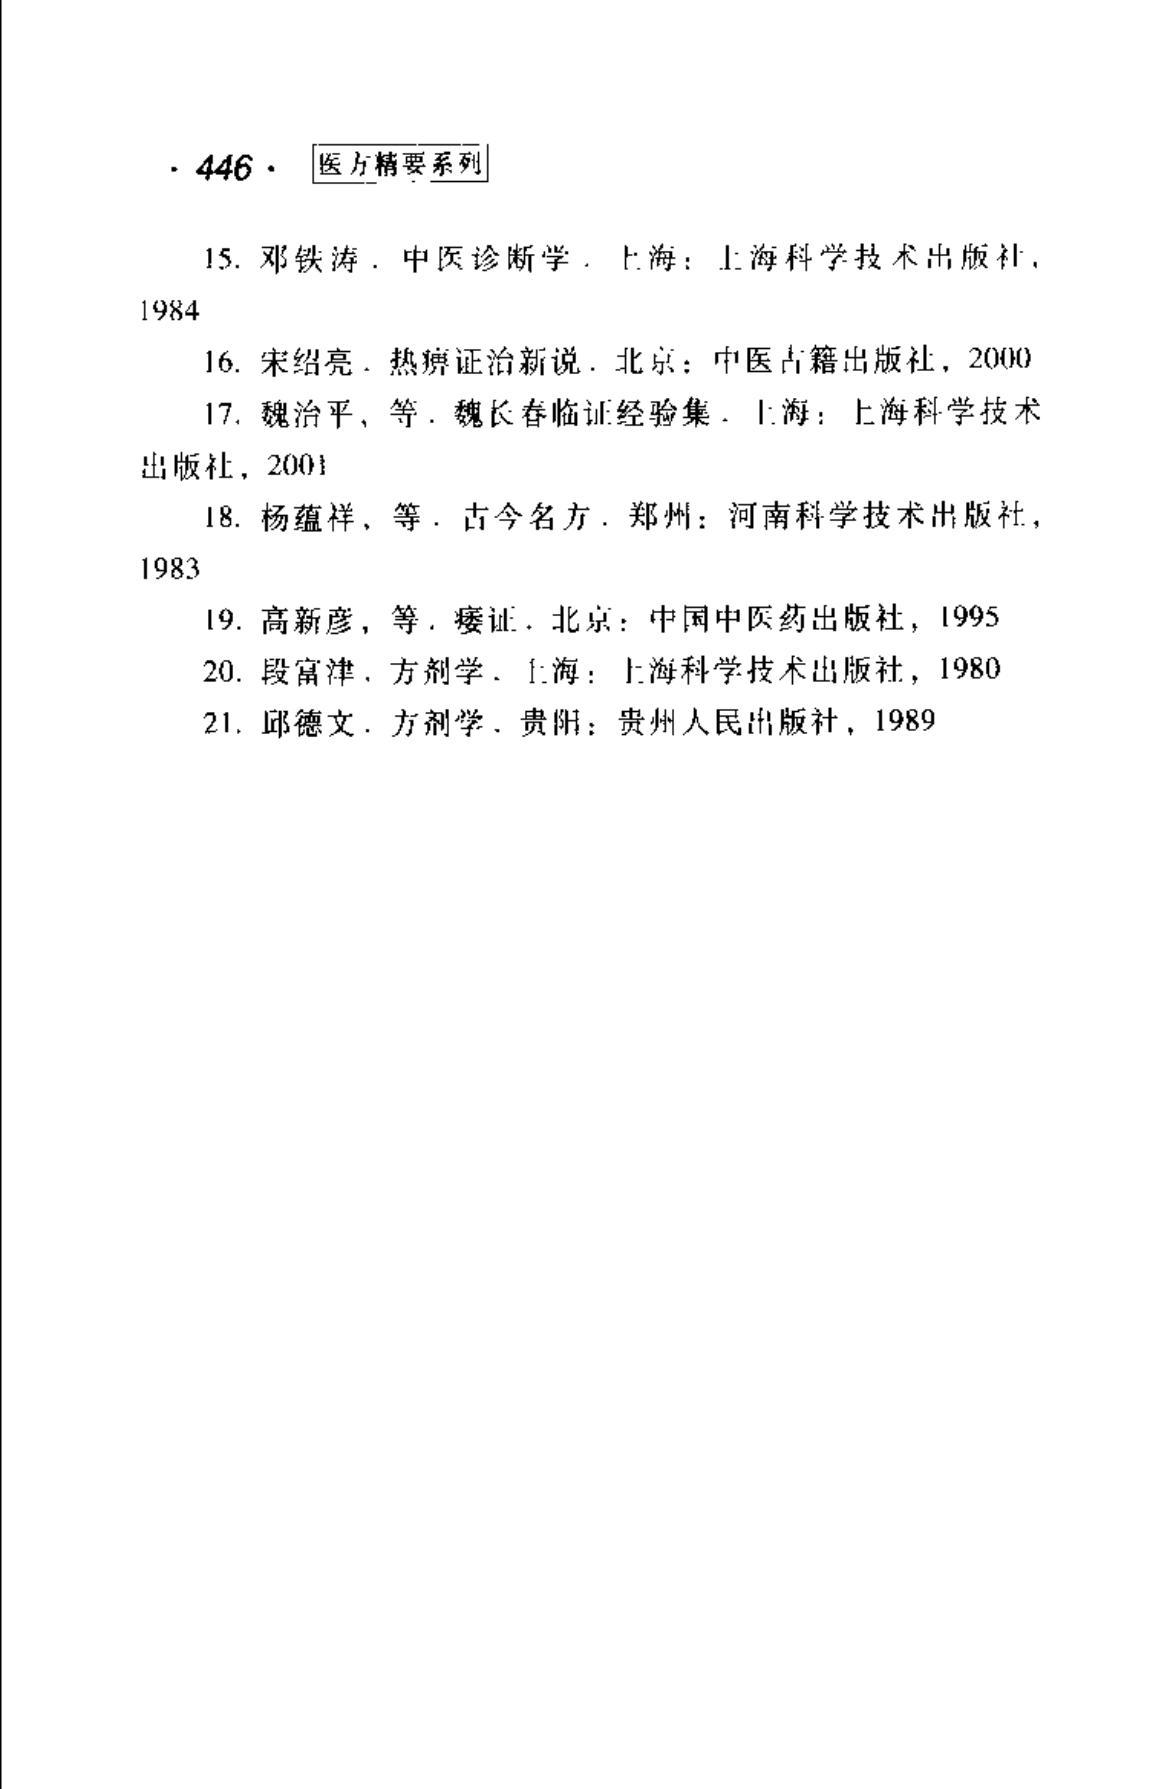 · 446 · 医方精要系列
15. 邓铁涛．中医诊断学．上海：上海科学技术出版社，
1984
16. 宋绍亮．热痹证治新说．北京：中医古籍出版社，2000
17. 魏治平，等．魏长春临证经验集．上海：上海科学技术
出版社，2001
18. 杨蕴祥，等．古今名方．郑州：河南科学技术出版社，
1983
19. 高新彦，等．痿证．北京：中国中医药出版社，1995
20. 段富津．方剂学．上海：上海科学技术出版社，1980
21. 邱德文．方剂学．贵阳：贵州人民出版社，1989